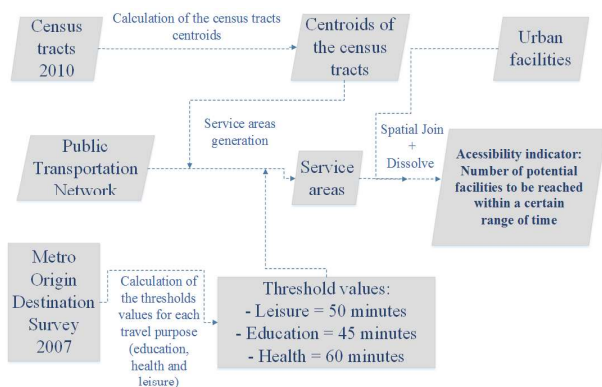 Census
tracts
2010
Calculation of the census tracts
centroids
Centroids of
the census
tracts
Urban
facilities
Service areas
generation
Public
Transportation
Network
Service
areas
Spatial Join
+
Dissolve
Acessibility indicator:
Number of potential
facilities to be reached
within a certain
range of time
Metro
Origin
Destination
Survey
2007
Calculation of
the thresholds
values for each
travel purpose
(education,
health and
leisure)
Threshold values:
- Leisure = 50 minutes
- Education = 45 minutes
- Health = 60 minutes